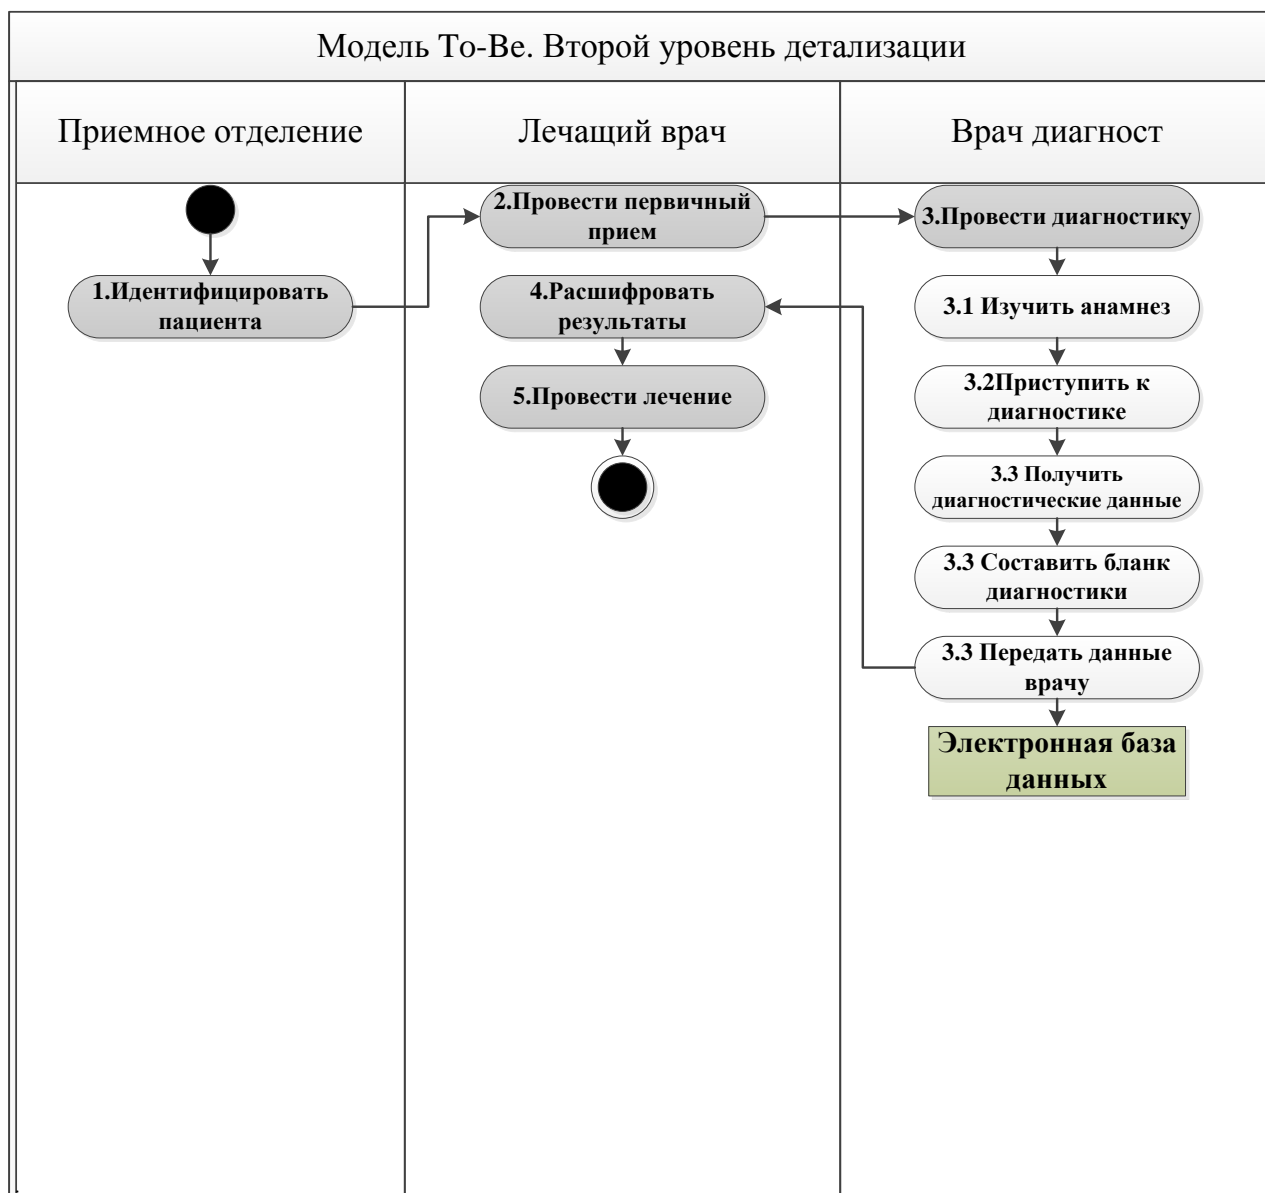 Модель To-Be. Второй уровень детализации
Приемное отделение
Лечащий врач
Врач диагност
1.Идентифицировать
пациента
2.Провести первичный
прием
4.Расшифровать
результаты
5.Провести лечение
3.Провести диагностику
3.1 Изучить анамнез
3.2Приступить к
диагностике
3.3 Получить
диагностические данные
3.3 Составить бланк
диагностики
3.3 Передать данные
врачу
Электронная база
данных